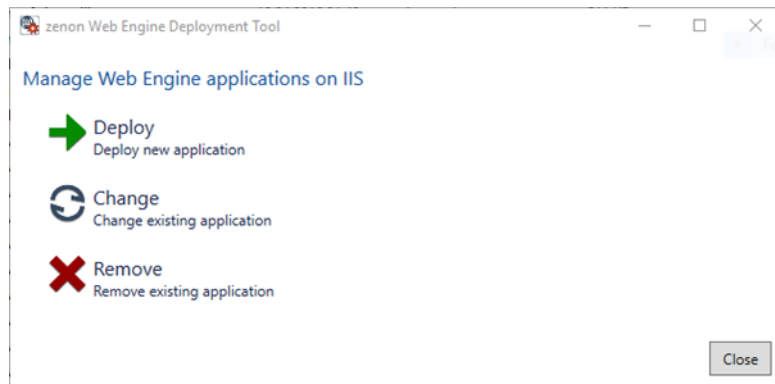 zenon Web Engine Deployment Tool
Manage Web Engine applications on IIS
Deploy
Deploy new application
Change
Change existing application
Remove
Remove existing application
Close